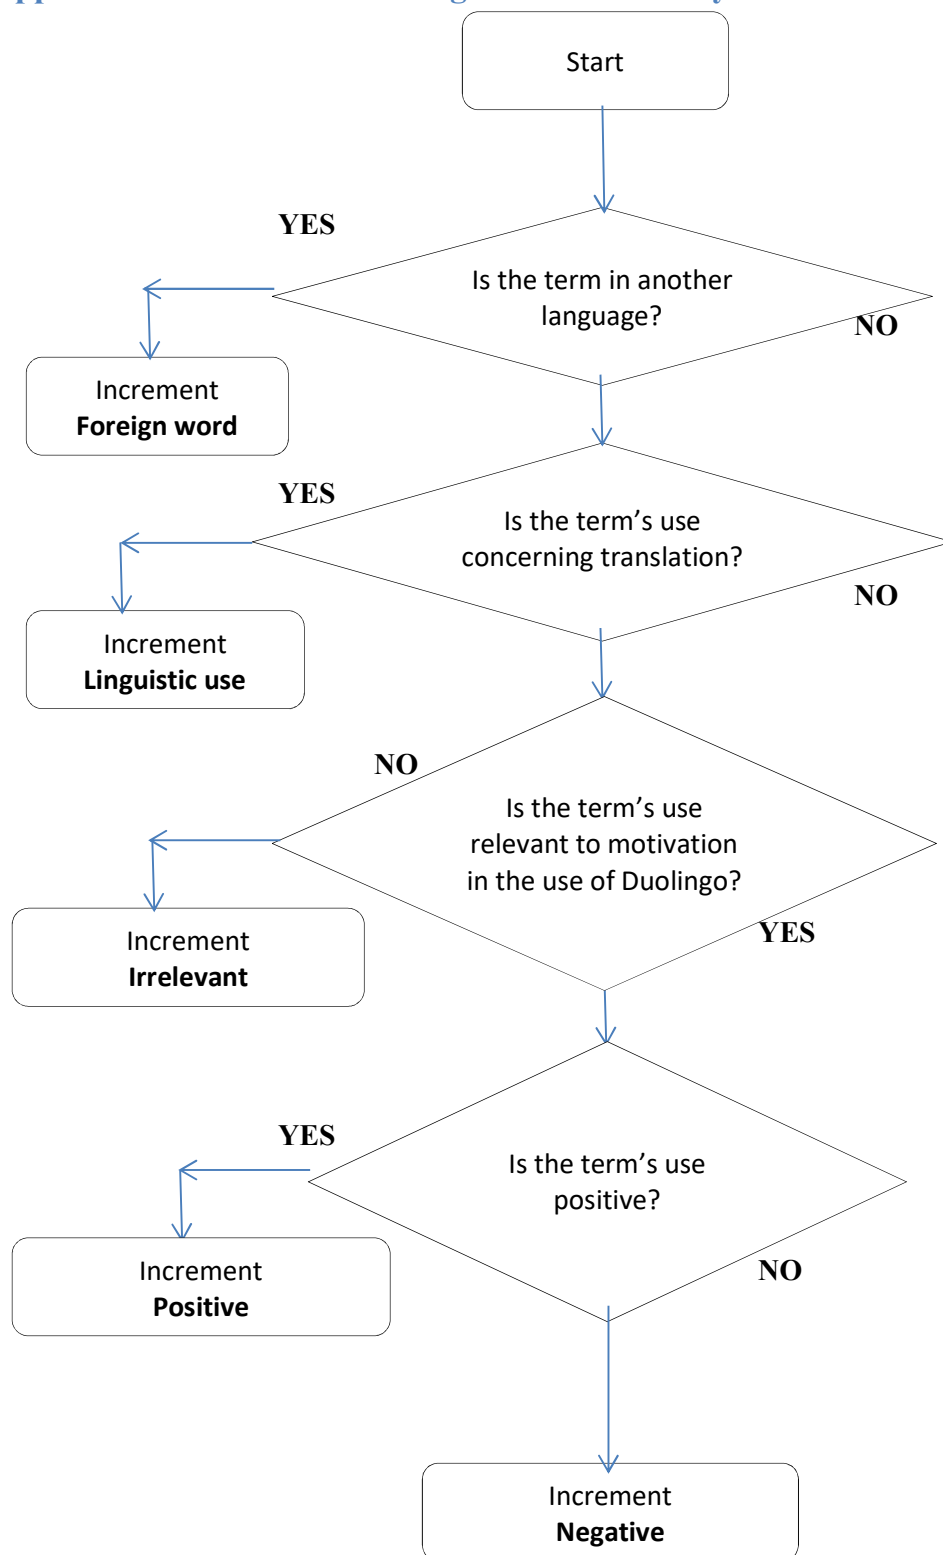 Start
YES
Is the term in another
language?
NO
Increment
Foreign word
YES
Is the term's use
concerning translation?
NO
Increment
Linguistic use
NO
Is the term's use
relevant to motivation
in the use of Duolingo?
YES
Increment
Irrelevant
YES
Is the term's use
positive?
NO
Increment
Positive
Increment
Negative